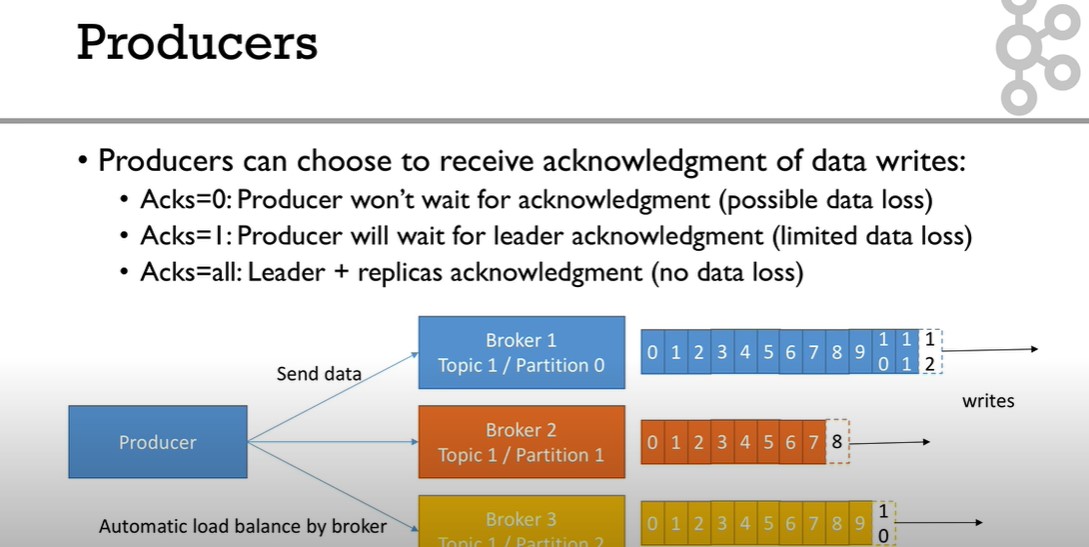 Producers
• Producers can choose to receive acknowledgment of data writes:
• Acks=0: Producer won't wait for acknowledgment (possible data loss)
• Acks=1: Producer will wait for leader acknowledgment (limited data loss)
• Acks=all: Leader + replicas acknowledgment (no data loss)
Send data
Producer
Automatic load balance by broker
Broker 1
Topic 1 / Partition 0
0 1 2 3 4 5 6 7 8 9 10 11 12
writes
Broker 2
Topic 1 / Partition 1
0 1 2 3 4 5 6 7 8
Broker 3
Topic 1 / Partition 2
0 1 2 3 4 5 6 7 8 9 10